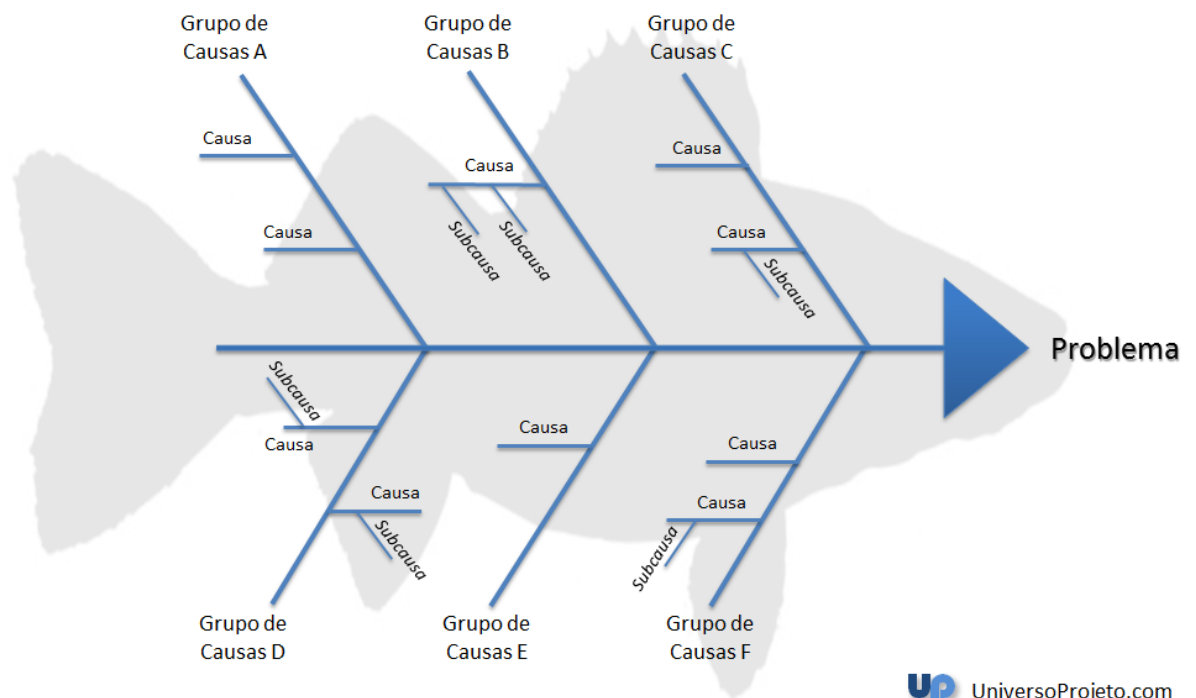 Grupo de
Causas A
Grupo de
Causas B
Grupo de
Causas C
Causa
Causa
Causa
Subcausa
Subcausa
Causa
Causa
Subcausa
Problema
Subcausa
Causa
Causa
Subcausa
Causa
Causa
Causa
Subcausa
Grupo de
Causas D
Grupo de
Causas E
Grupo de
Causas F
UP UniversoProjeto.com